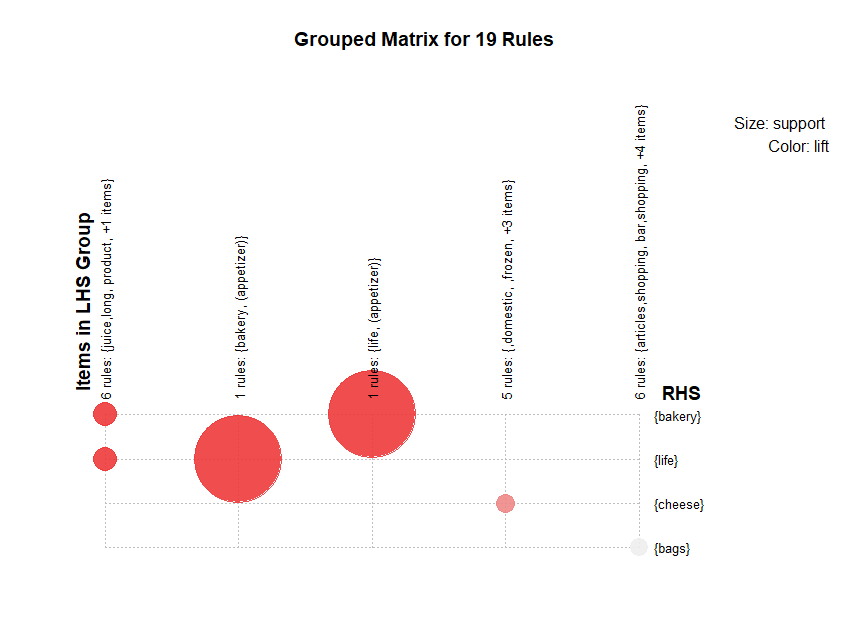 Grouped Matrix for 19 Rules
Size: support
Color: lift
Items in LHS Group
6 rules: {juice,long, product, +1 items}
1 rules: {bakery, (appetizer)}
1 rules: {life, (appetizer)}
5 rules: {,domestic, ,frozen, +3 items}
6 rules: {articles,shopping, bar,shopping, +4 items}
RHS
{bakery}
{life}
{cheese}
{bags}